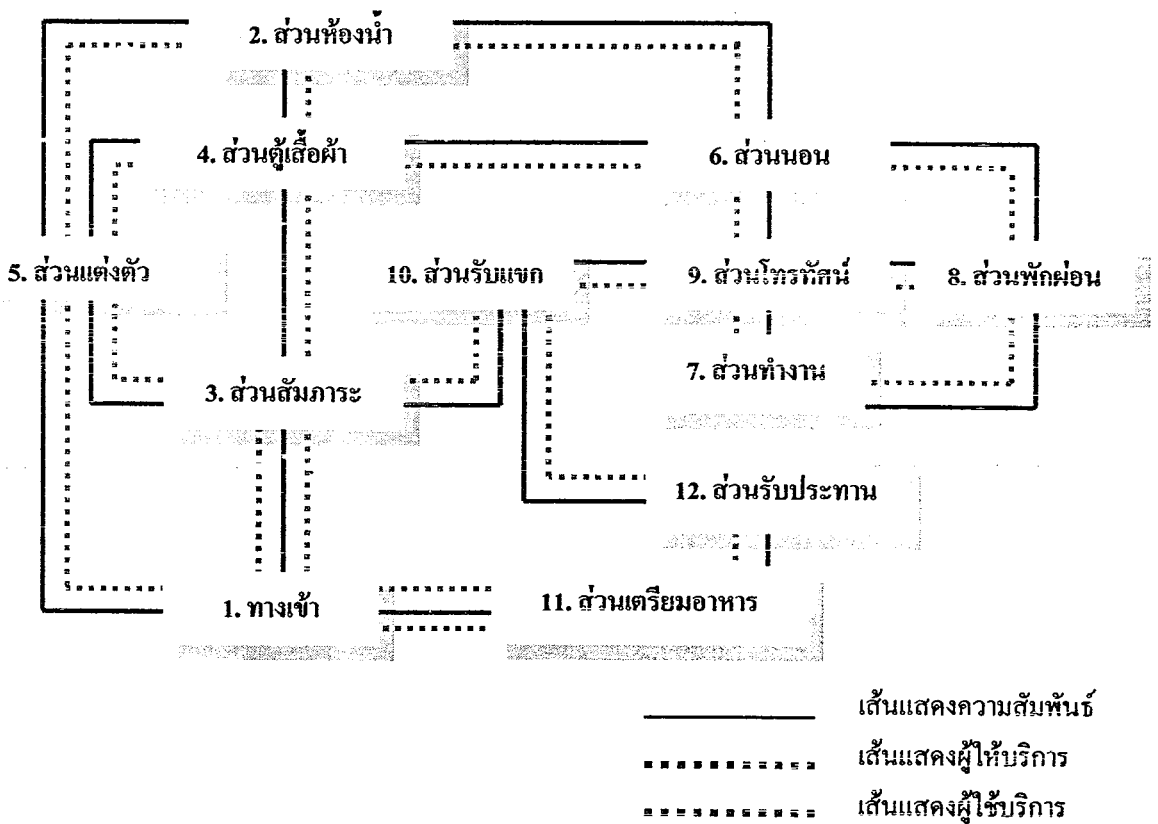 2. ส่วนห้องน้ำ
4. ส่วนตู้เสื้อผ้า
6. ส่วนนอน
5. ส่วนแต่งตัว
10. ส่วนรับแขก
9. ส่วนโทรทัศน์
8. ส่วนพักผ่อน
7. ส่วนทำงาน
3. ส่วนสัมภาระ
12. ส่วนรับประทาน
1. ทางเข้า
11. ส่วนเตรียมอาหาร
เส้นแสดงความสัมพันธ์
เส้นแสดงผู้ให้บริการ
เส้นแสดงผู้ใช้บริการ